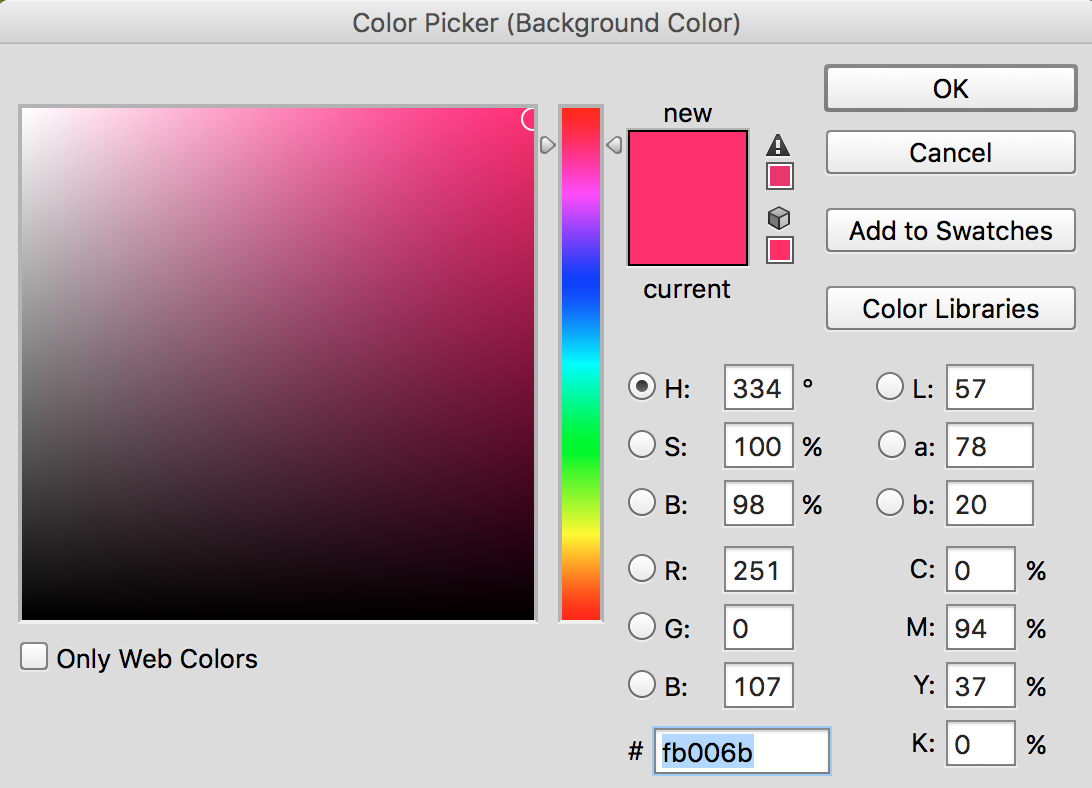 Color Picker (Background Color)
new
current
OK
Cancel
Add to Swatches
Color Libraries
H: 334 °
S: 100 %
B: 98 %
R: 251
G: 0
B: 107
# fb006b
L: 57
a: 78
b: 20
C: 0 %
M: 94 %
Y: 37 %
K: 0 %
Only Web Colors